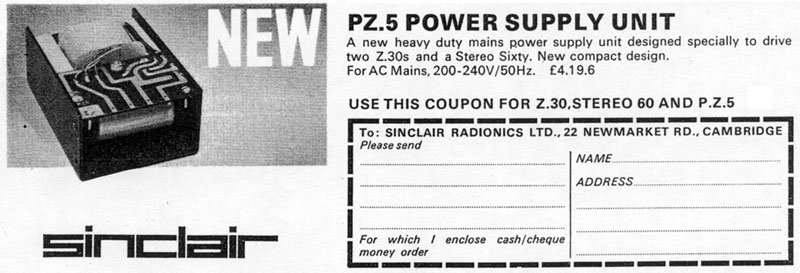 NEW
sinclair
PZ.5 POWER SUPPLY UNIT
A new heavy duty mains power supply unit designed specially to drive
two Z.30s and a Stereo Sixty. New compact design.
For AC Mains, 200-240V/50Hz. £4.19.6
USE THIS COUPON FOR Z.30,STEREO 60 AND P.Z.5
To: SINCLAIR RADIONICS LTD., 22 NEWMARKET RD., CAMBRIDGE
Please send
NAME
ADDRESS
For which I enclose cash/cheque
money order